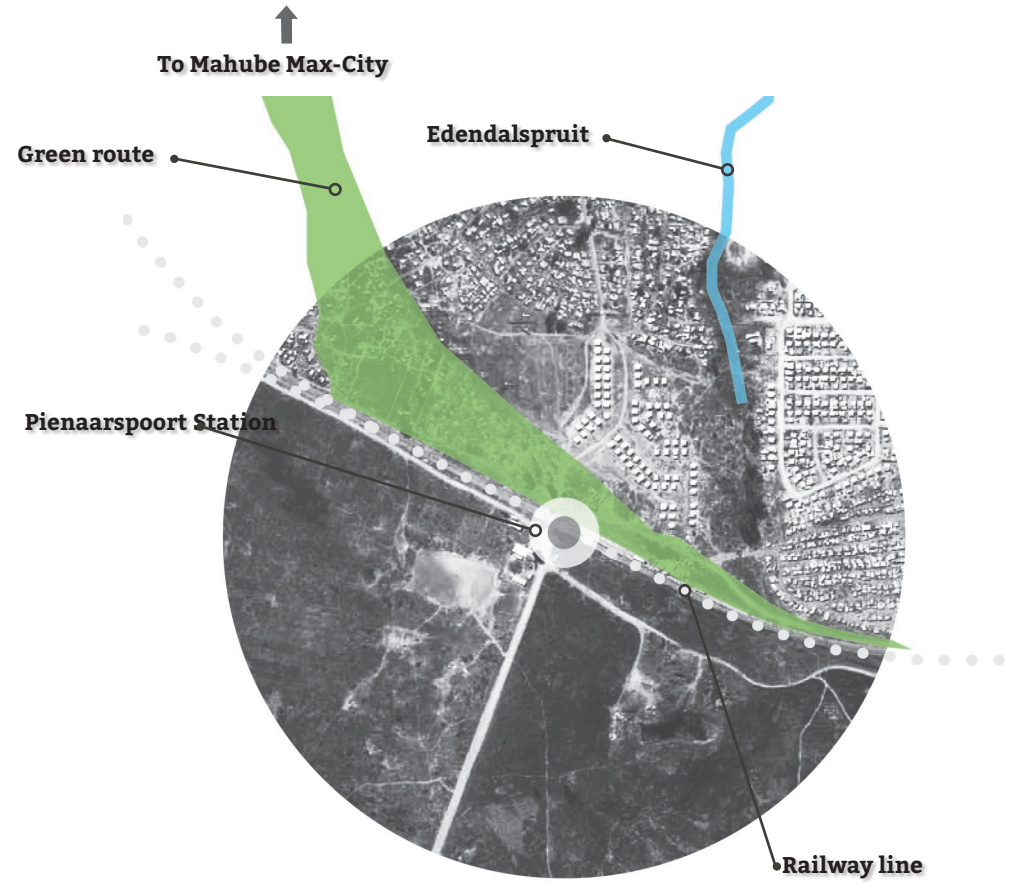 To Mahube Max-City
Edendalspruit
Green route
Pienaarspoort Station
Railway line